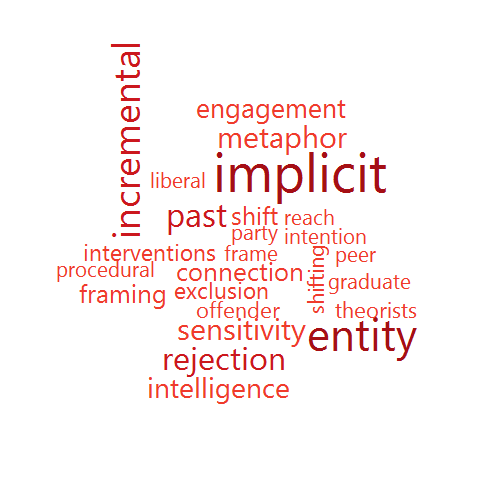 incremental
engagement
metaphor
implicit
liberal
past
shift
reach
party
intention
interventions
frame
peer
procedural
connection
shifting
graduate
framing
exclusion
offender
theorists
sensitivity
entity
rejection
intelligence